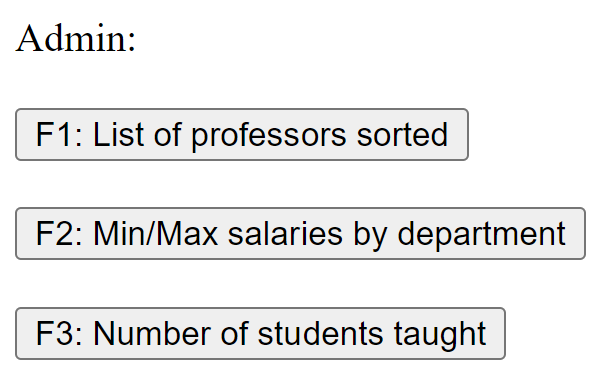 Admin:
F1: List of professors sorted
F2: Min/Max salaries by department
F3: Number of students taught